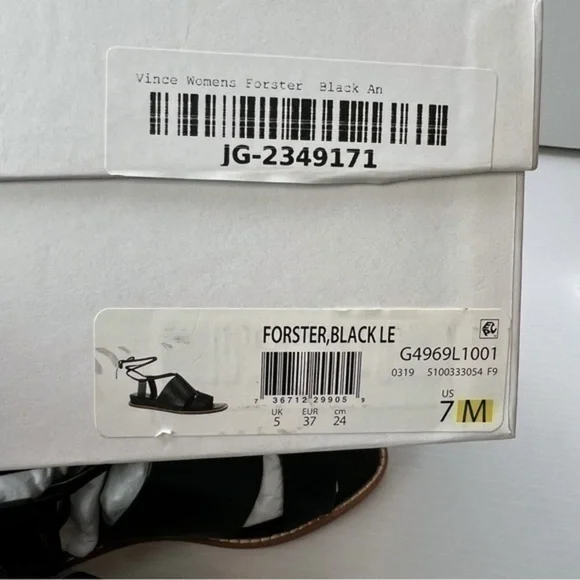 Vince Womens Forster Black An
JG-2349171
FORSTER,BLACK LE
G4969L1001
0319 5100333054 F9
7 36712 29905 9
UK EUR cm
5 37 24
US
7 M